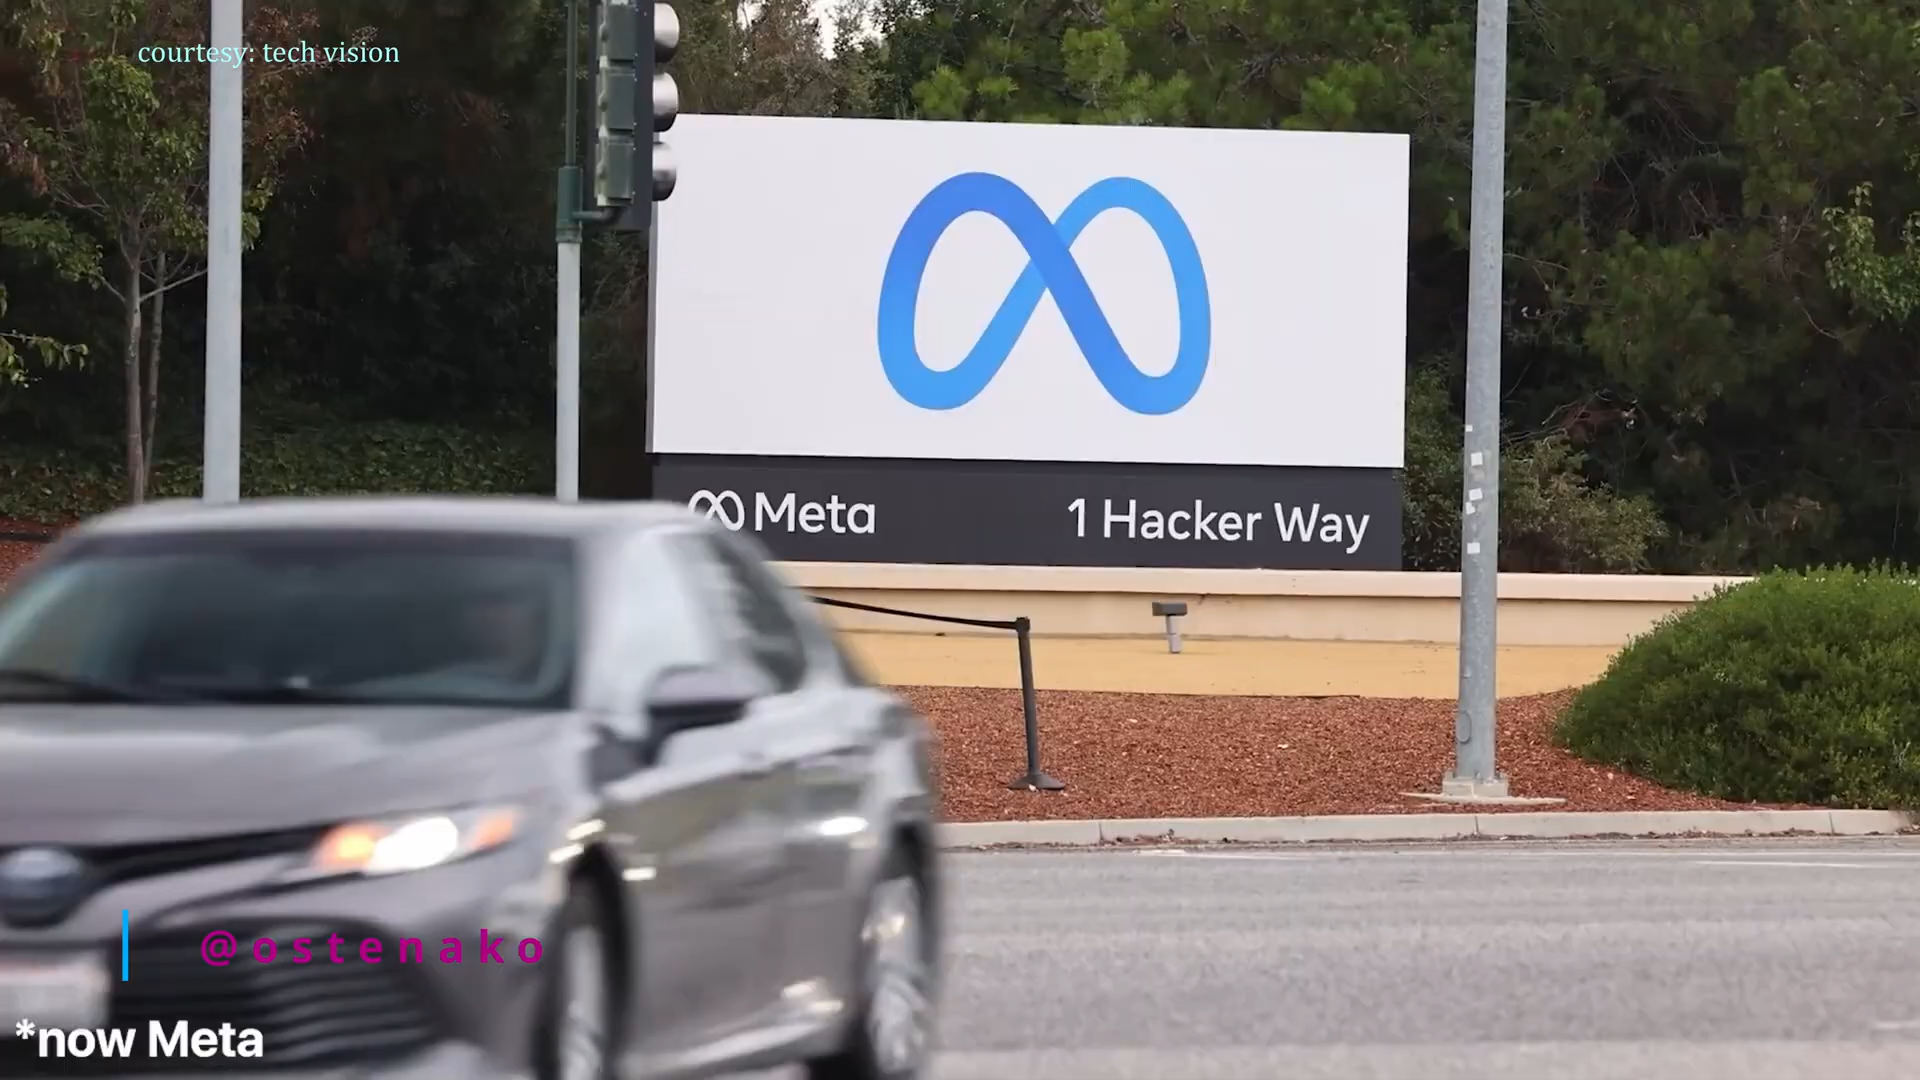 courtesy: tech vision
Meta
1 Hacker Way
@ostenako
*now Meta